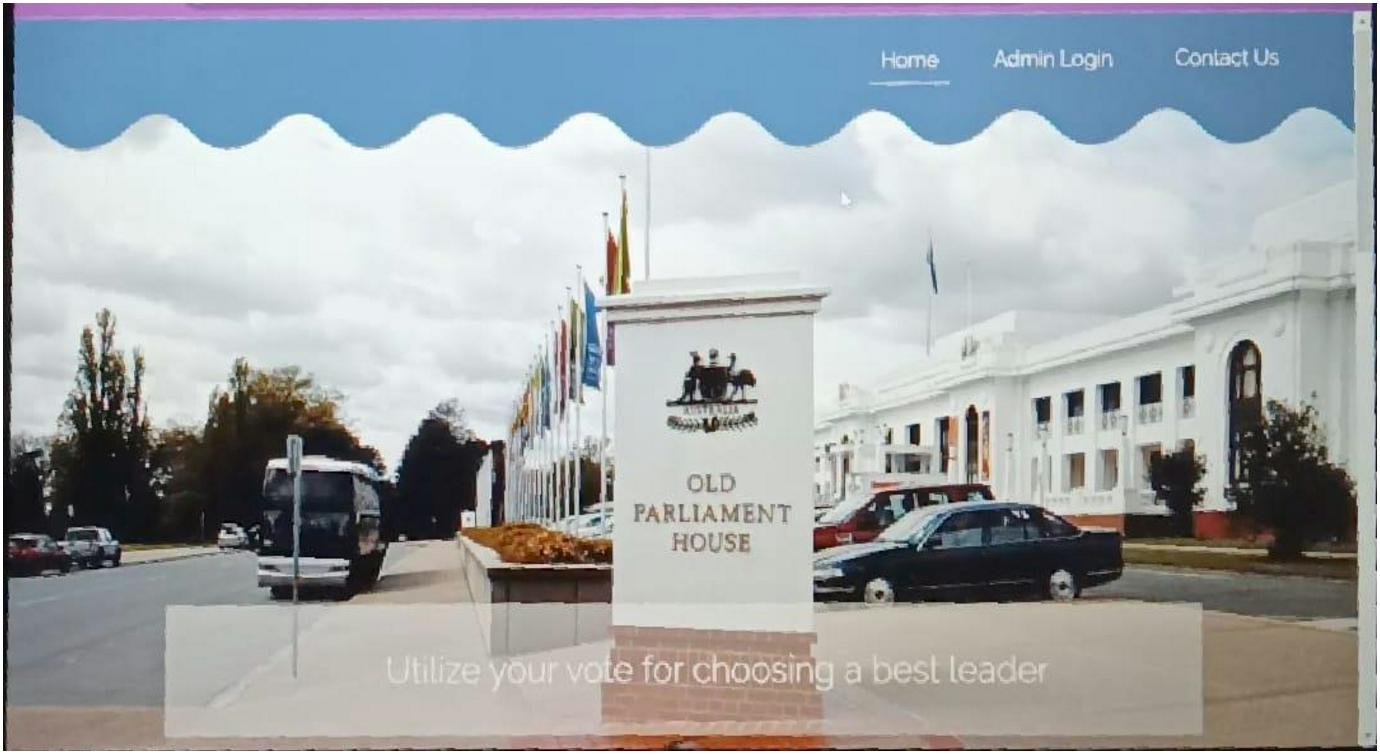 Home Admin Login Contact Us
AUSTRALIA
OLD
PARLIAMENT
HOUSE
Utilize your vote for choosing a best leader